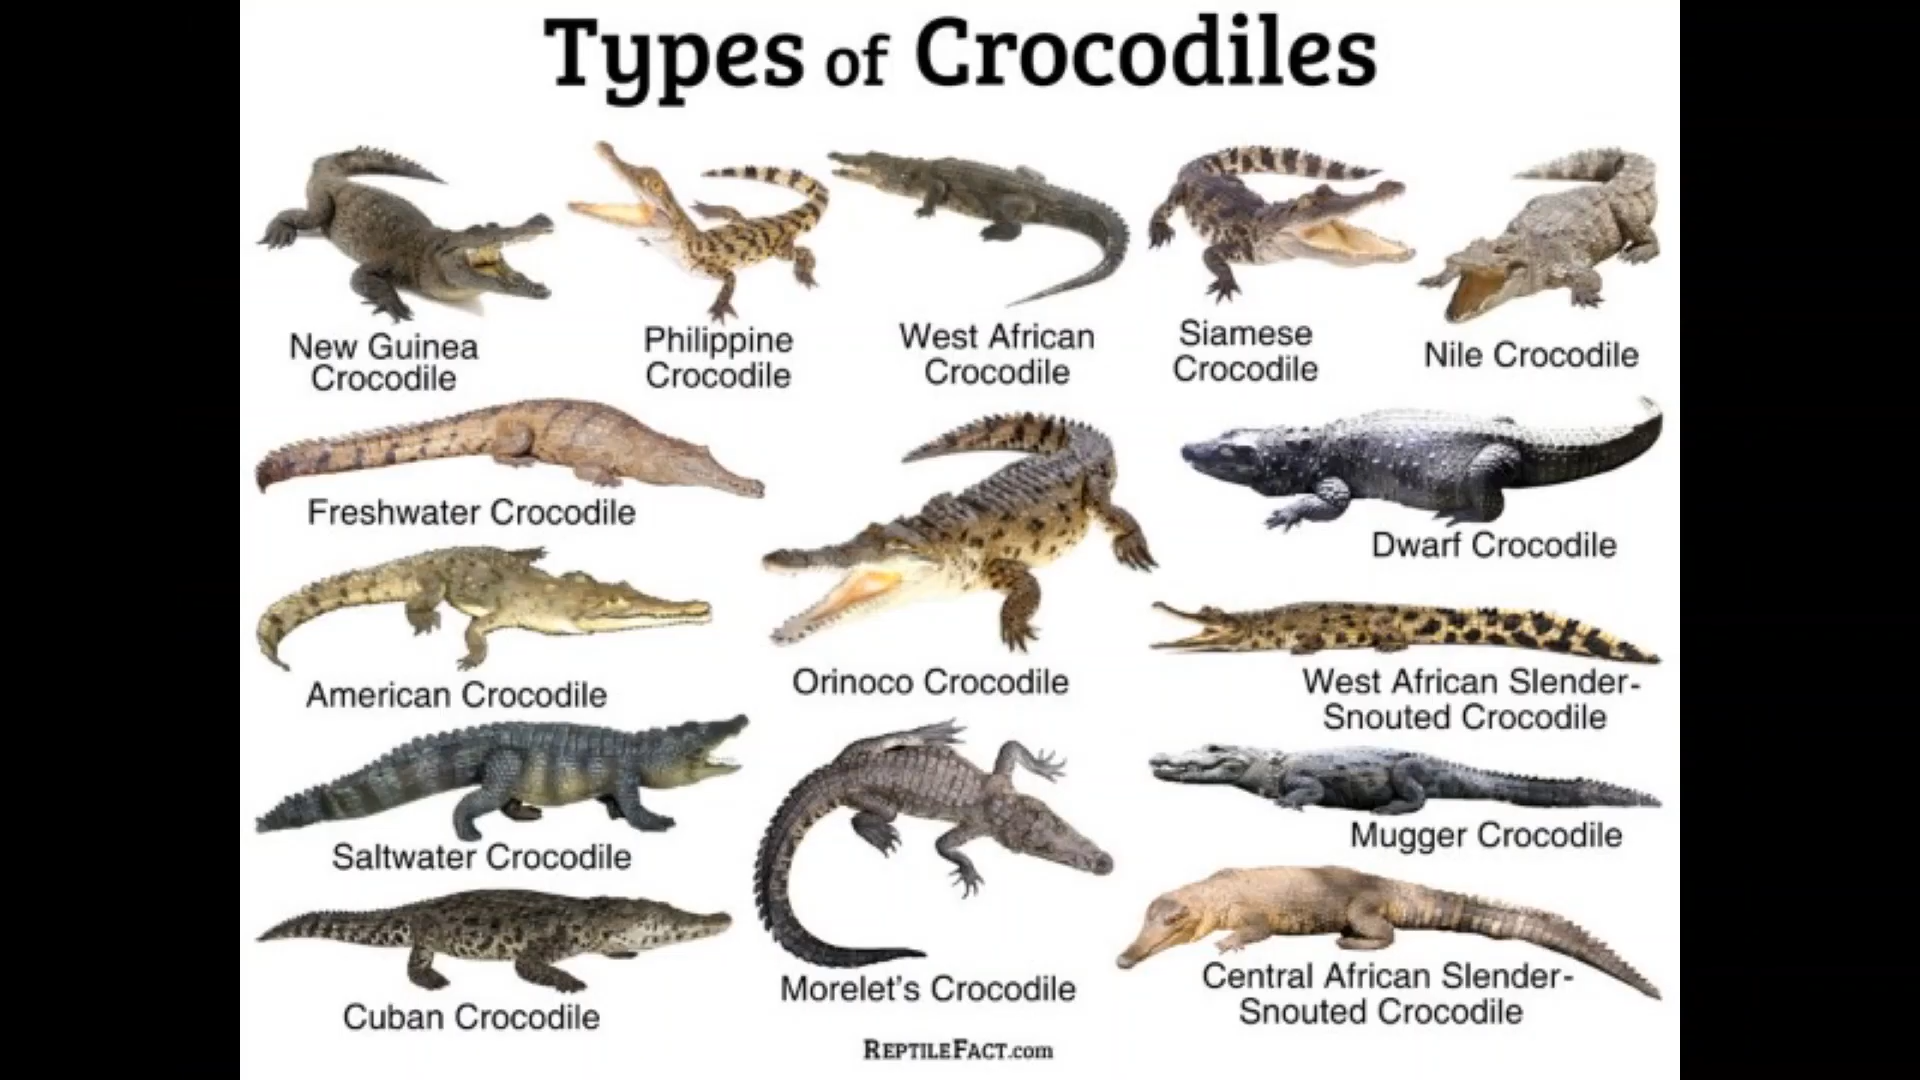 Types of Crocodiles
New Guinea
Crocodile
Philippine
Crocodile
West African
Crocodile
Siamese
Crocodile
Nile Crocodile
Freshwater Crocodile
Dwarf Crocodile
American Crocodile
Orinoco Crocodile
West African Slender-
Snouted Crocodile
Saltwater Crocodile
Mugger Crocodile
Cuban Crocodile
Morelet's Crocodile
Central African Slender-
Snouted Crocodile
REPTILEFACT.com